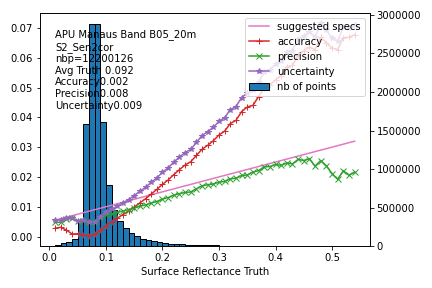 APU Manaus Band B05_20m
S2_Sen2cor
nbp=12200126
Avg Truth 0.092
Accuracy0.002
Precision0.008
Uncertainty0.009
suggested specs
accuracy
precision
uncertainty
nb of points
0.07
0.06
0.05
0.04
0.03
0.02
0.01
0.00
3000000
2500000
2000000
1500000
1000000
500000
0
0.0 0.1 0.2 0.3 0.4 0.5
Surface Reflectance Truth